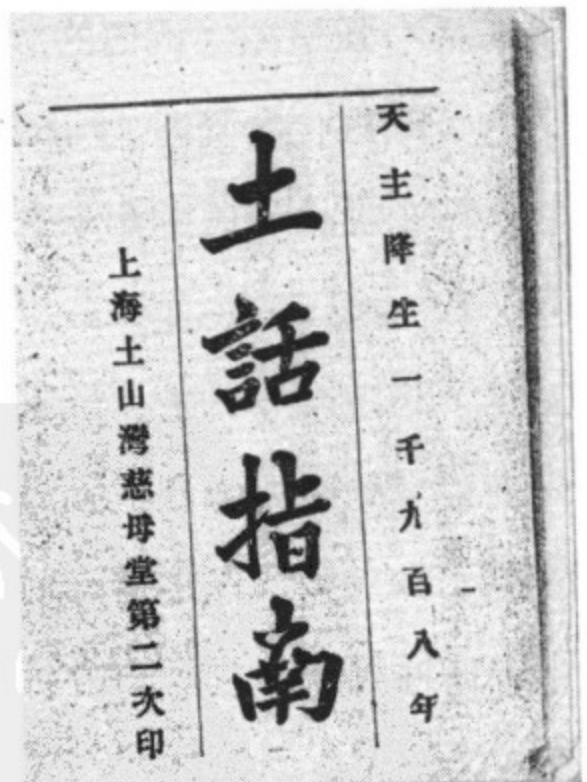 天主降生一千九百八年
土話指南
上海土山灣慈母堂第二次印